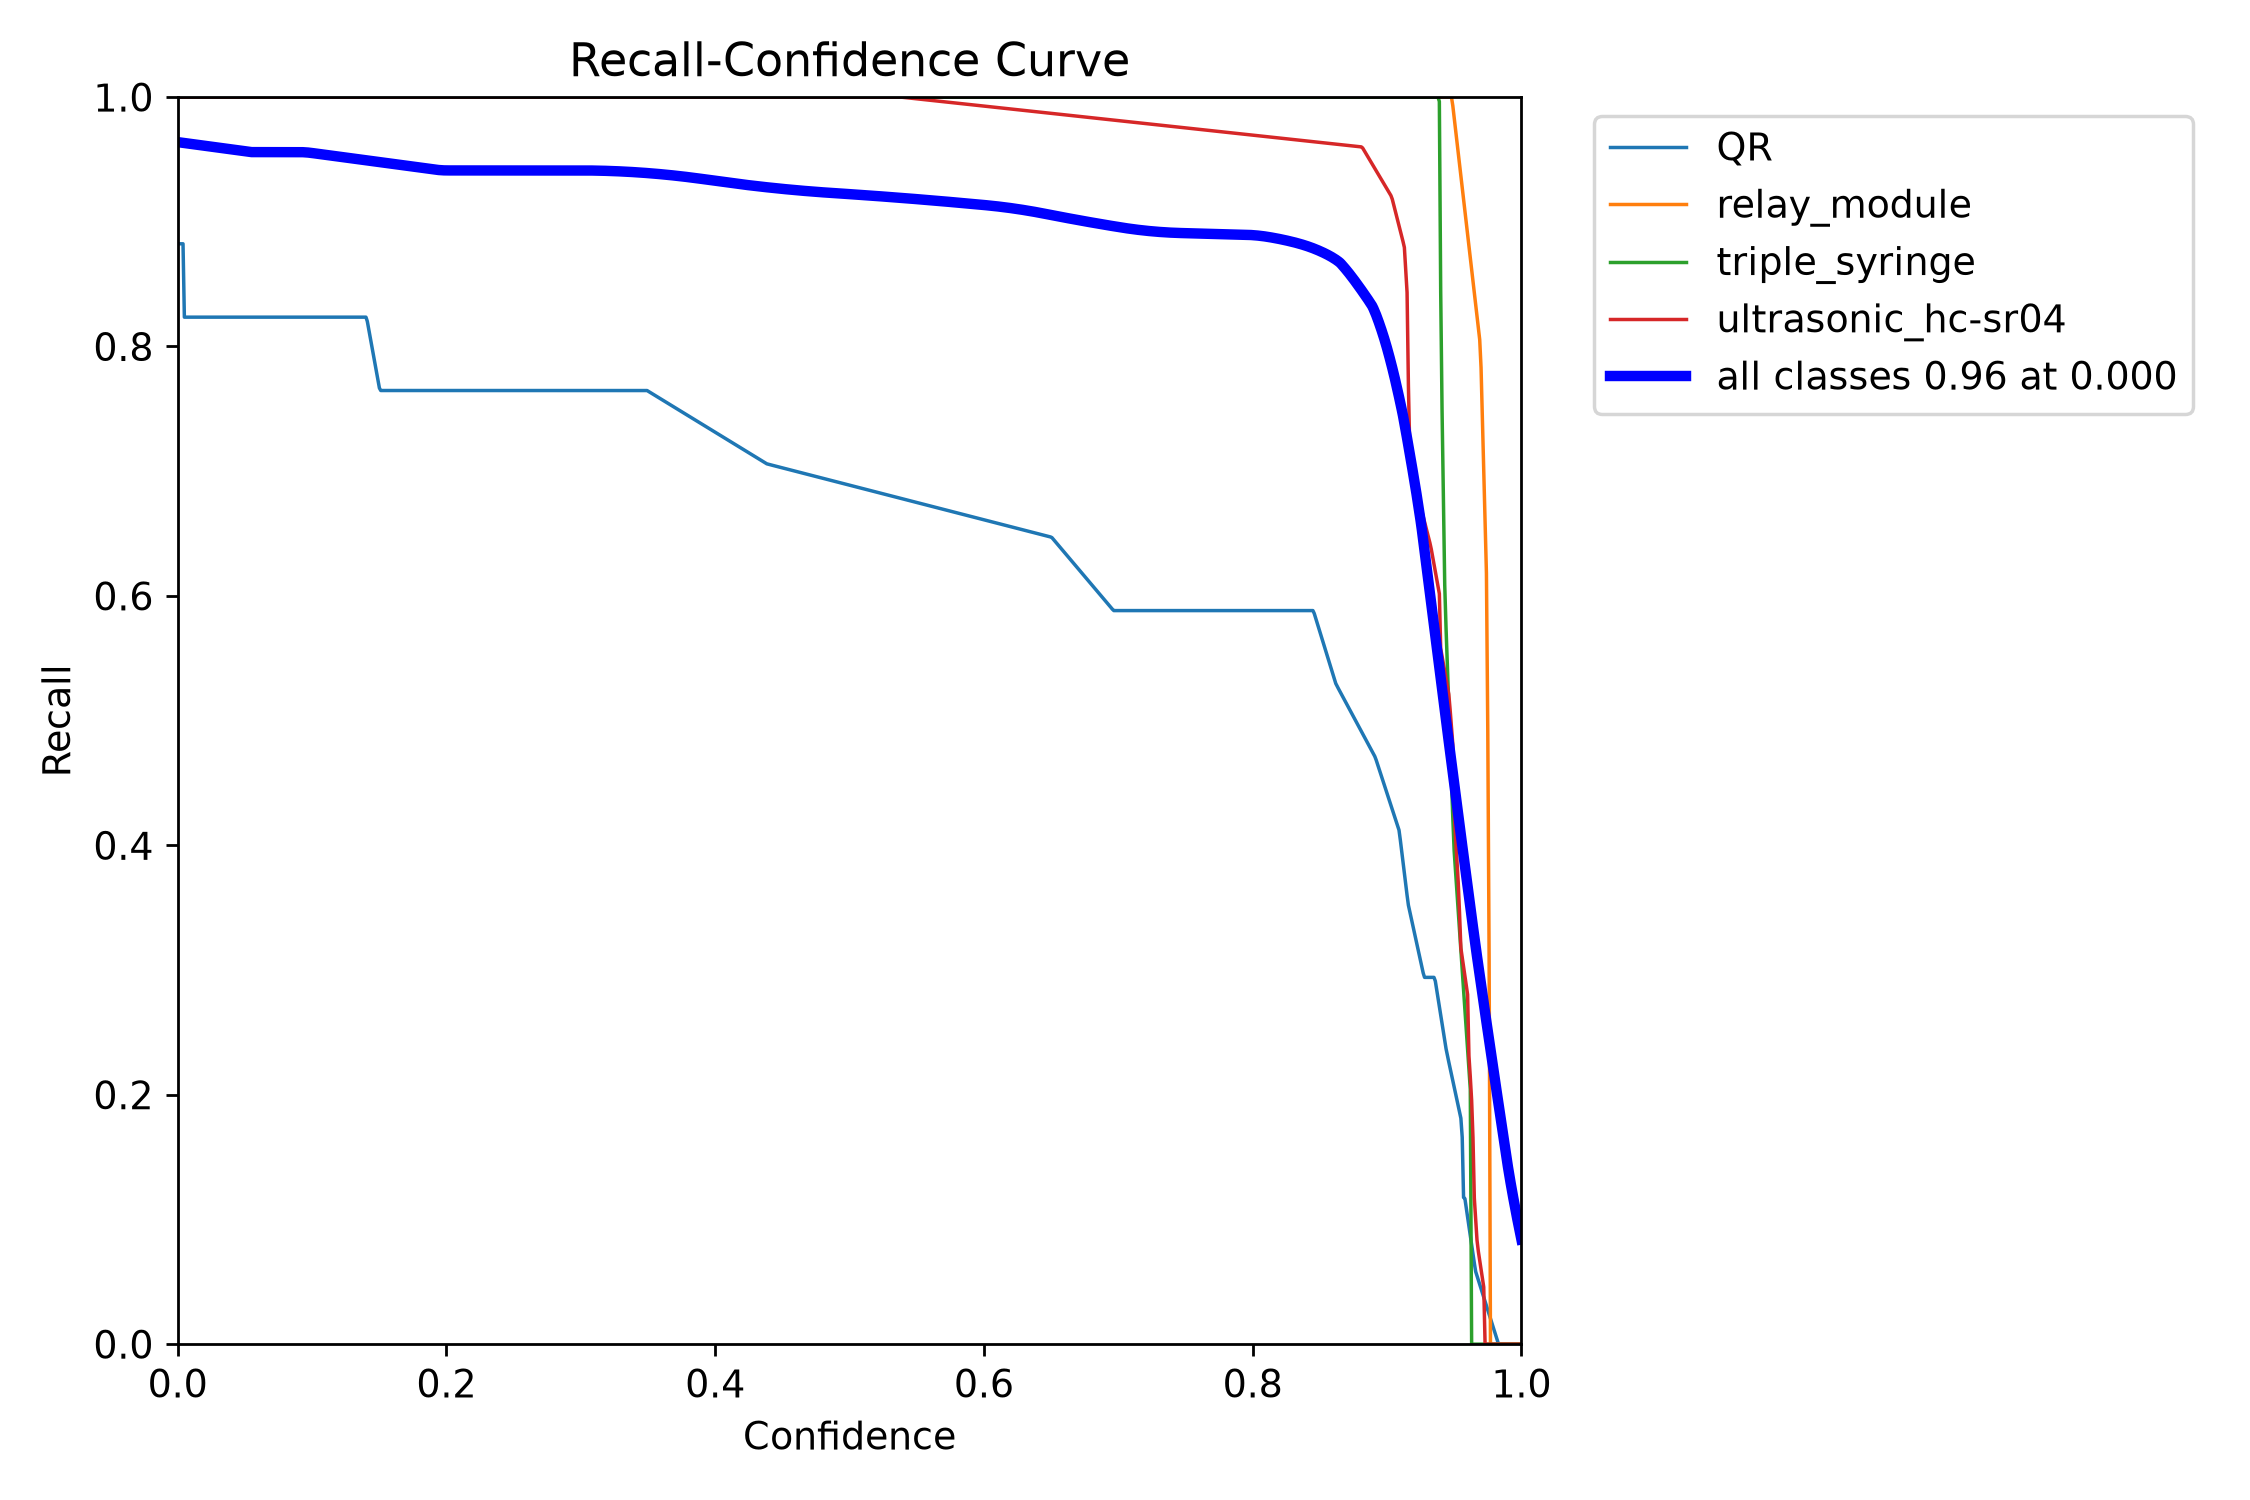 Recall-Confidence Curve
1.0
0.8
0.6
0.4
0.2
0.0
Recall
0.0 0.2 0.4 0.6 0.8 1.0
Confidence
QR
relay_module
triple_syringe
ultrasonic_hc-sr04
all classes 0.96 at 0.000